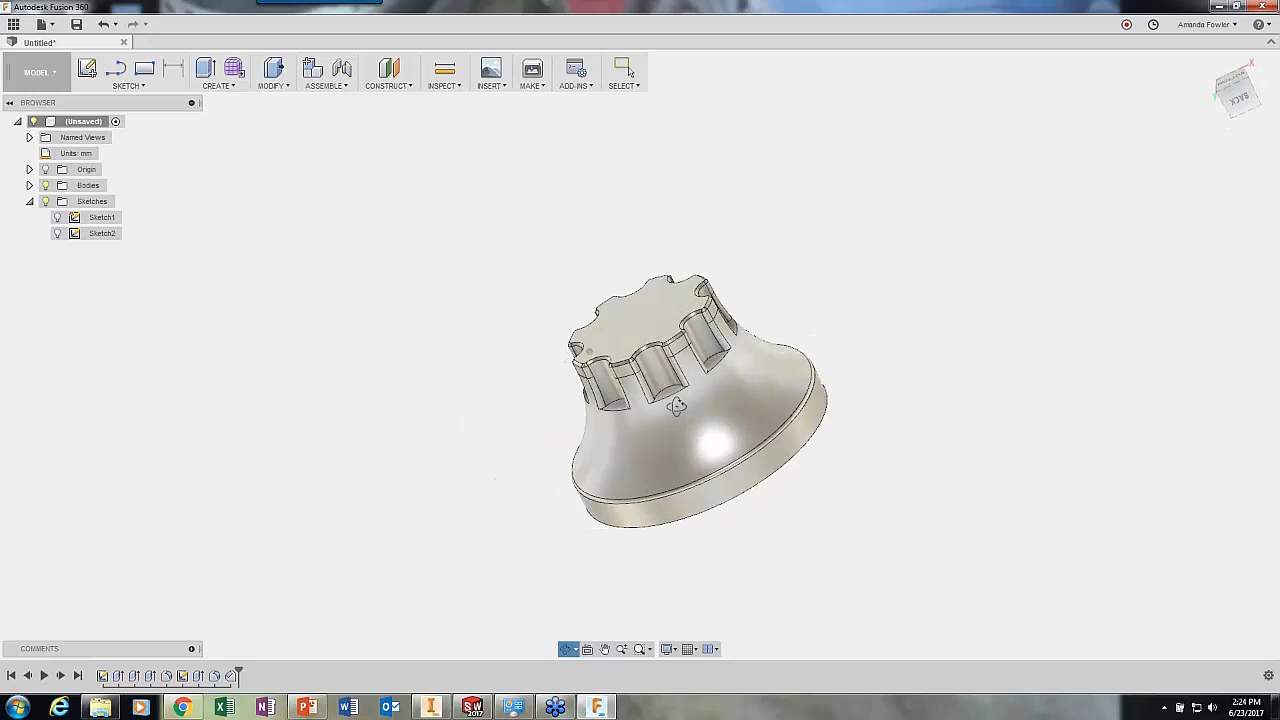 Autodesk Fusion 360
Amanda Fowler
Untitled*
MODEL
SKETCH
CREATE
MODIFY
ASSEMBLE
CONSTRUCT
INSPECT
INSERT
MAKE
ADD-INS
SELECT
BACK
BROWSER
(Unsaved)
Named Views
Units: mm
Origin
Bodies
Sketches
Sketch1
Sketch2
COMMENTS
2:24 PM
6/23/2017